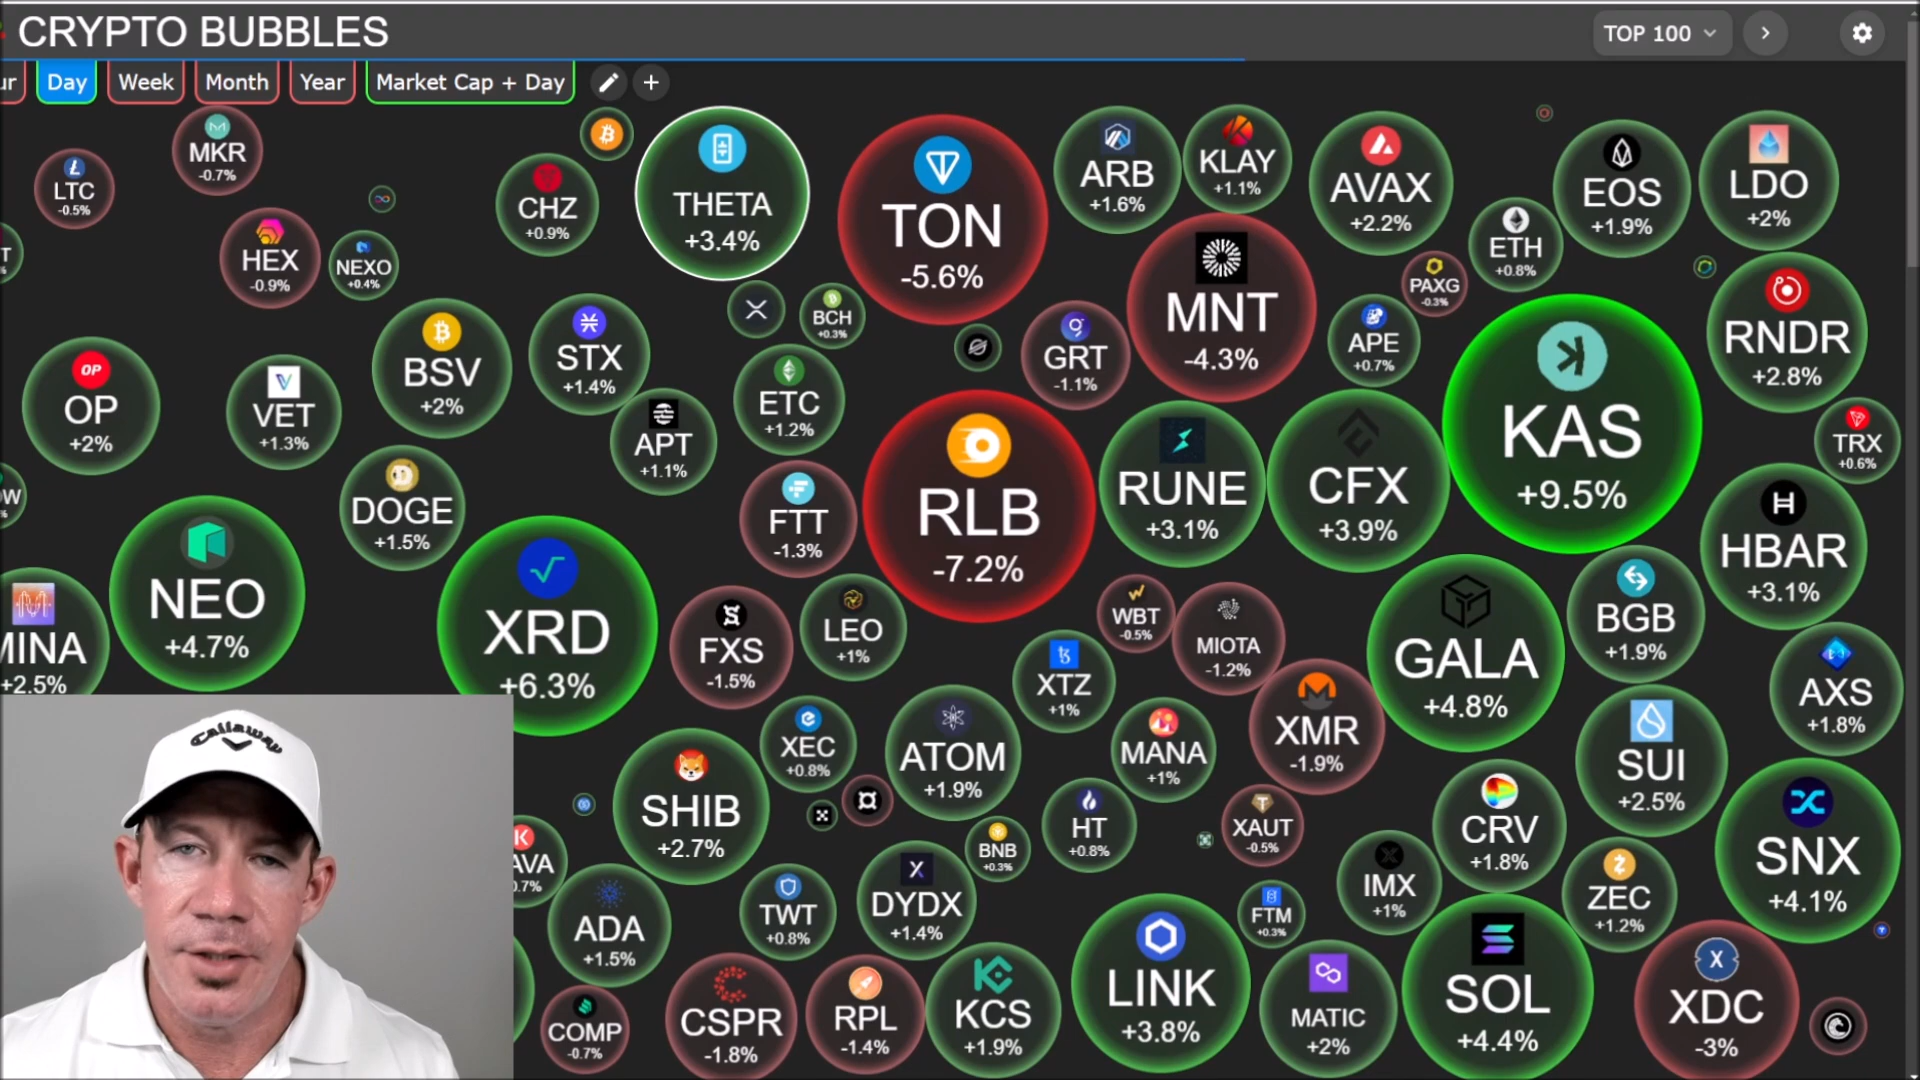 CRYPTO BUBBLES
TOP 100
Day
Week
Month
Year
Market Cap + Day
MKR
-0.7%
LTC
-0.5%
HEX
-0.9%
NEXO
+0.4%
CHZ
+0.9%
THETA
+3.4%
TON
-5.6%
ARB
+1.6%
KLAY
+1.1%
AVAX
+2.2%
ETH
+0.8%
EOS
+1.9%
LDO
+2%
PAXG
-0.3%
MNT
-4.3%
APE
+0.7%
RNDR
+2.8%
BCH
+0.3%
GRT
-1.1%
STX
+1.4%
BSV
+2%
VET
+1.3%
OP
OP
+2%
APT
+1.1%
ETC
+1.2%
KAS
+9.5%
TRX
+0.6%
DOGE
+1.5%
FTT
-1.3%
RLB
-7.2%
RUNE
+3.1%
CFX
+3.9%
HBAR
+3.1%
NEO
+4.7%
MINA
+2.5%
XRD
+6.3%
FXS
-1.5%
LEO
+1%
WBT
-0.5%
MIOTA
-1.2%
GALA
+4.8%
BGB
+1.9%
XTZ
+1%
AXS
+1.8%
XEC
+0.8%
ATOM
+1.9%
MANA
+1%
XMR
-1.9%
SUI
+2.5%
SHIB
+2.7%
HT
+0.8%
XAUT
-0.5%
CRV
+1.8%
SNX
+4.1%
BNB
+0.3%
IMX
+1%
ZEC
+1.2%
ADA
+1.5%
TWT
+0.8%
DYDX
+1.4%
FTM
+0.3%
LINK
+3.8%
SOL
+4.4%
MATIC
+2%
XDC
-3%
COMP
-0.7%
CSPR
-1.8%
RPL
-1.4%
KCS
+1.9%
Callaway